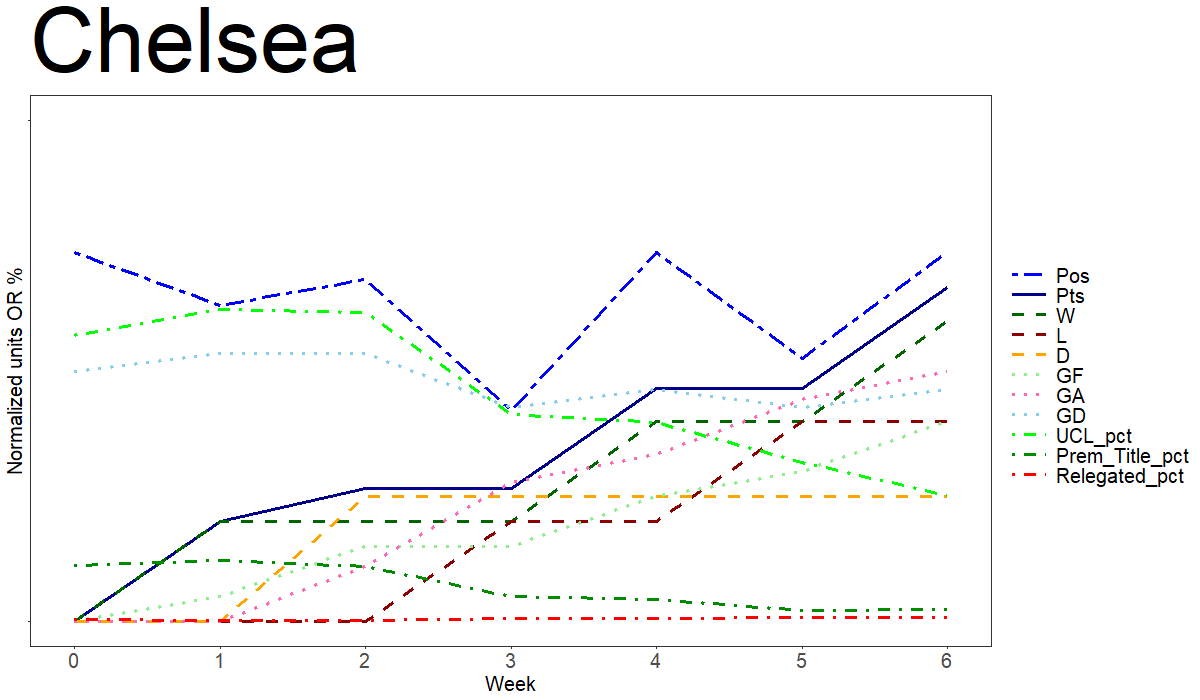 Chelsea
Normalized units OR %
0 1 2 3 4 5 6
Week
Pos
Pts
W
L
D
GF
GA
GD
UCL_pct
Prem_Title_pct
Relegated_pct